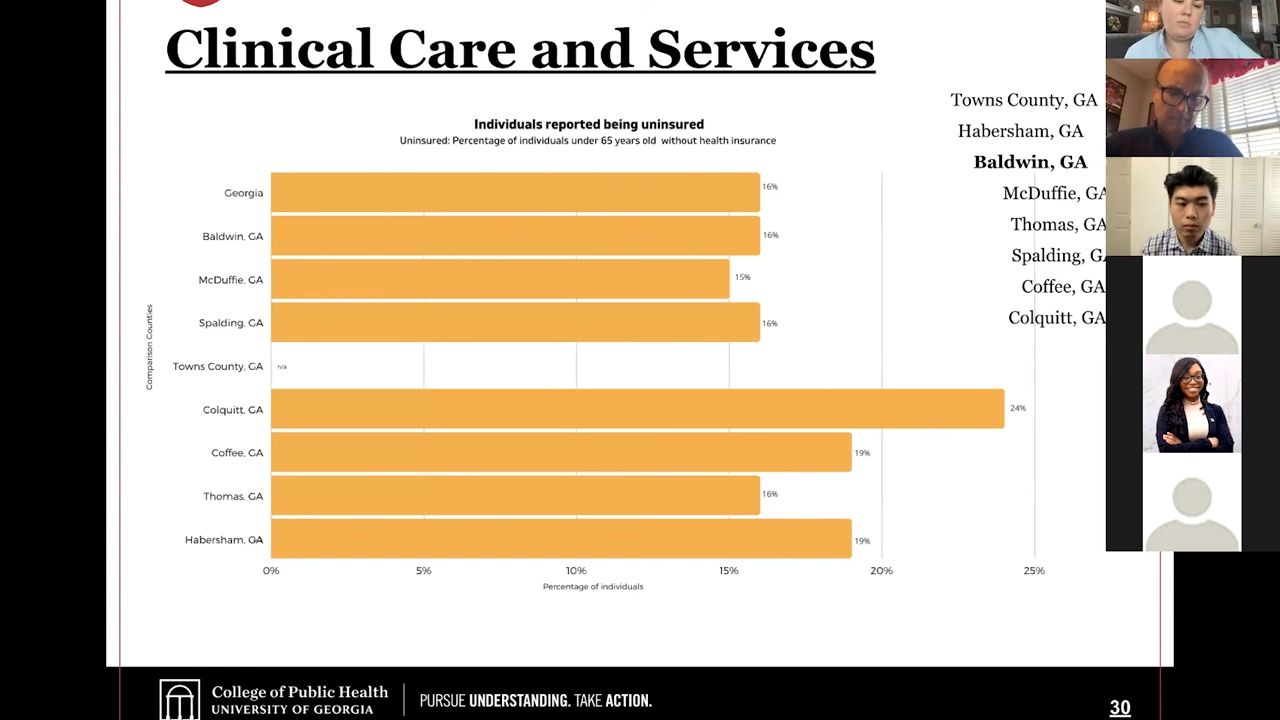 Clinical Care and Services
Individuals reported being uninsured
Uninsured: Percentage of individuals under 65 years old without health insurance
Towns County, GA
Habersham, GA
Baldwin, GA
McDuffie, GA
Thomas, GA
Spalding, GA
Coffee, GA
Colquitt, GA
Comparison Counties
Georgia 16%
Baldwin, GA 16%
McDuffie, GA 15%
Spalding, GA 16%
Towns County, GA n/a
Colquitt, GA 24%
Coffee, GA 19%
Thomas, GA 16%
Habersham, GA 19%
0% 5% 10% 15% 20% 25%
Percentage of individuals
College of Public Health
UNIVERSITY OF GEORGIA
PURSUE UNDERSTANDING. TAKE ACTION.
30